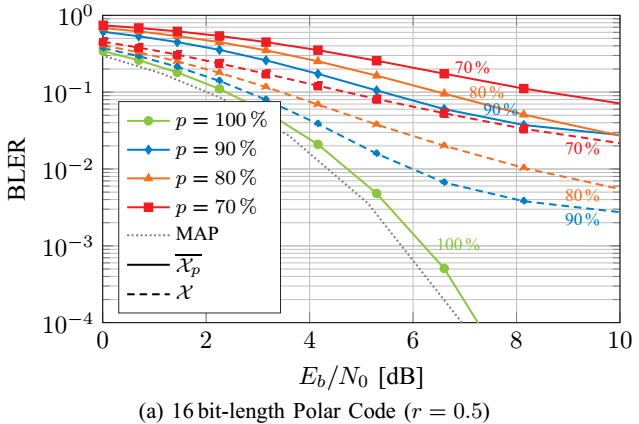 10^0
10^{-1}
10^{-2}
10^{-3}
10^{-4}
BLER
70 %
80 %
90 %
70 %
80 %
90 %
100 %
p = 100 %
p = 90 %
p = 80 %
p = 70 %
MAP
\overline{\mathcal{X}_p}
\mathcal{X}
0 2 4 6 8 10
E_b/N_0 [dB]
(a) 16 bit-length Polar Code (r = 0.5)